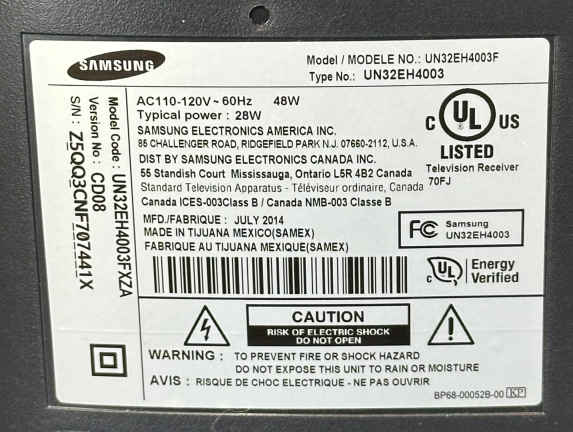 SAMSUNG
Model / MODELE NO.: UN32EH4003F
Type No.: UN32EH4003
AC110-120V~ 60Hz 48W
Typical power : 28W
SAMSUNG ELECTRONICS AMERICA INC.
85 CHALLENGER ROAD, RIDGEFIELD PARK N.J. 07660-2112, U.S.A.
DIST BY SAMSUNG ELECTRONICS CANADA INC.
55 Standish Court Mississauga, Ontario L5R 4B2 Canada
Standard Television Apparatus - Téléviseur ordinaire, Canada
Canada ICES-003Class B / Canada NMB-003 Classe B
MFD./FABRIQUE : JULY 2014
MADE IN TIJUANA MEXICO(SAMEX)
FABRIQUE AU TIJUANA MEXIQUE(SAMEX)
C UL US
LISTED
Television Receiver
70FJ
FC Samsung
UN32EH4003
C UL Energy
Verified
Model Code : UN32EH4003FXZA
Version No : CD08
S/N : Z5QQ3CNF707441X
CAUTION
RISK OF ELECTRIC SHOCK
DO NOT OPEN
WARNING : TO PREVENT FIRE OR SHOCK HAZARD
DO NOT EXPOSE THIS UNIT TO RAIN OR MOISTURE
AVIS : RISQUE DE CHOC ELECTRIQUE - NE PAS OUVRIR
BP68-00052B-00 KP